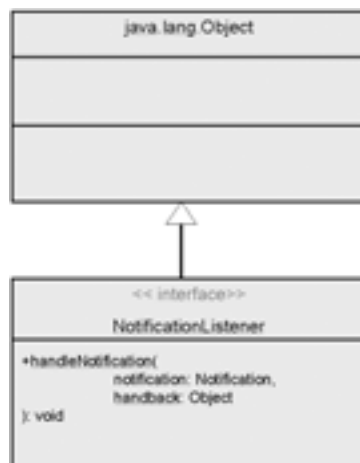 java.lang.Object
<< interface>>
NotificationListener
+handleNotification(
notification: Notification,
handback: Object
): void